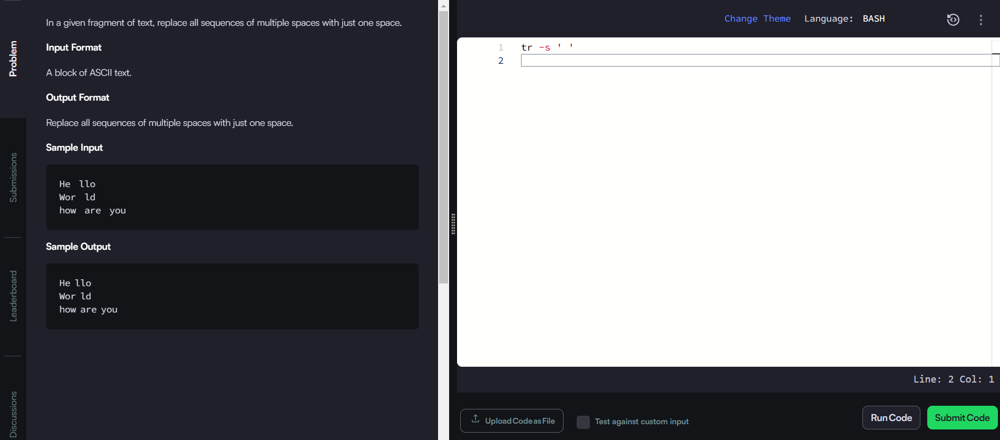 Problem
Submissions
Leaderboard
Discussions
In a given fragment of text, replace all sequences of multiple spaces with just one space.
Input Format
A block of ASCII text.
Output Format
Replace all sequences of multiple spaces with just one space.
Sample Input
He  llo
Wor  ld
how  are  you
Sample Output
He llo
Wor ld
how are you
Change Theme Language: BASH
1 tr -s ' '
2
Line: 2 Col: 1
Upload Code as File
Test against custom input
Run Code
Submit Code